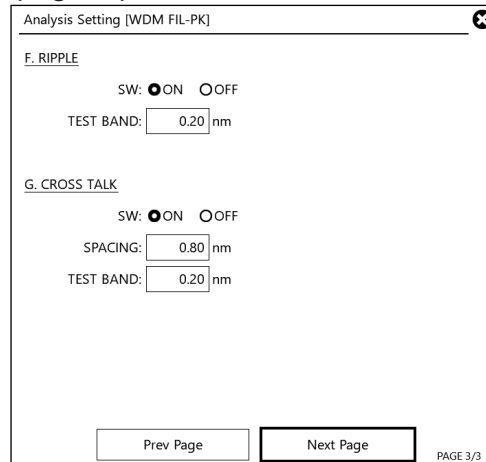 Analysis Setting [WDM FIL-PK]
F. RIPPLE
SW: ON OFF
TEST BAND: 0.20 nm
G. CROSS TALK
SW: ON OFF
SPACING: 0.80 nm
TEST BAND: 0.20 nm
Prev Page Next Page PAGE 3/3